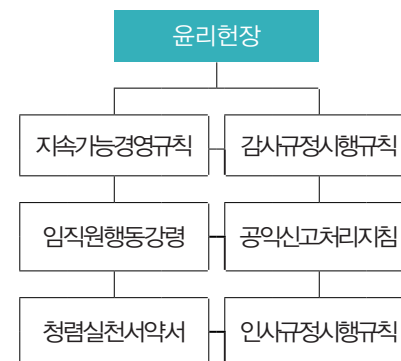 윤리헌장
지속가능경영규칙
감사규정시행규칙
임직원행동강령
공익신고처리지침
청렴실천서약서
인사규정시행규칙